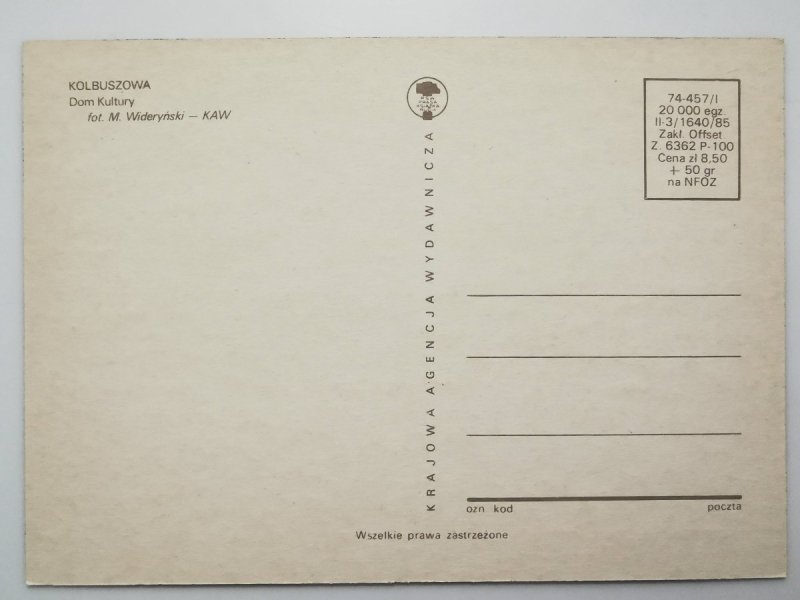 KOLBUSZOWA
Dom Kultury
fot. M. Wideryński — KAW
KRAJOWA AGENCJA WYDAWNICZA
74-457/I
20 000 egz.
II-3/1640/85
Zakł. Offset
Z. 6362 P-100
Cena zł 8,50
+ 50 gr
na NFOZ
ozn kod
poczta
Wszelkie prawa zastrzeżone